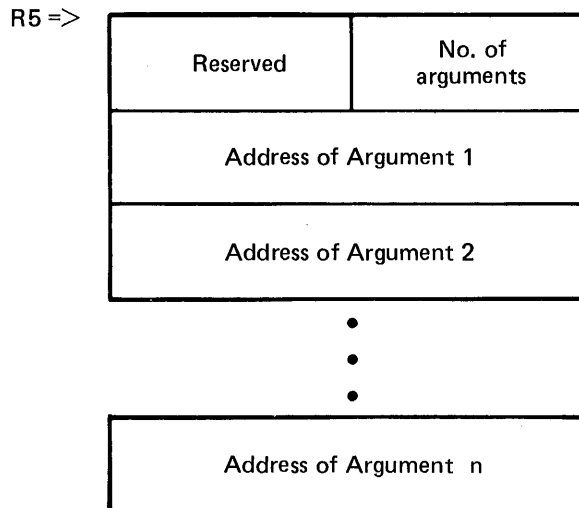 R5 =>
Reserved
No. of
arguments
Address of Argument 1
Address of Argument 2
Address of Argument n